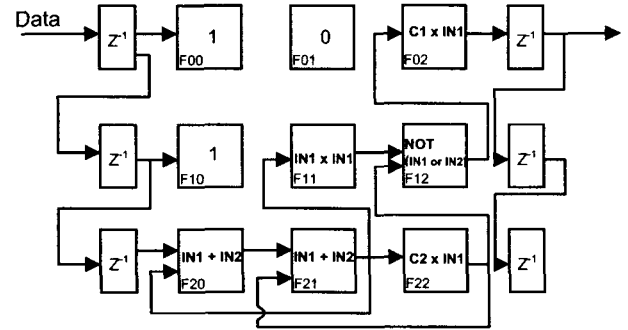 Data
Z⁻¹
1
F00
0
F01
C1 x IN1
F02
Z⁻¹
Z⁻¹
1
F10
IN1 x IN1
F11
NOT
(IN1 or IN2)
F12
Z⁻¹
Z⁻¹
IN1 + IN2
F20
IN1 + IN2
F21
C2 x IN1
F22
Z⁻¹